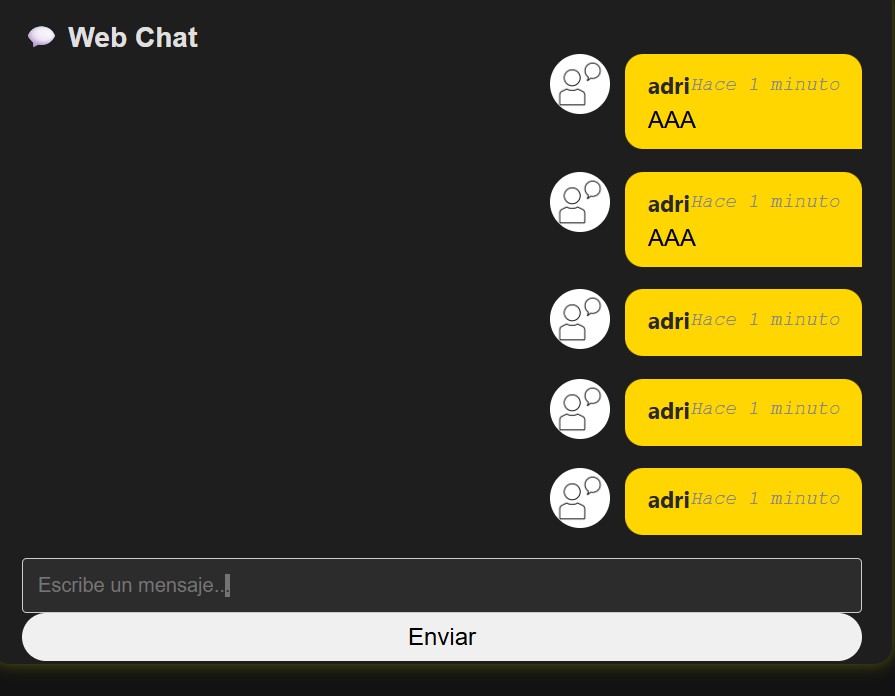 Web Chat
adri Hace 1 minuto
AAA
adri Hace 1 minuto
AAA
adri Hace 1 minuto
adri Hace 1 minuto
adri Hace 1 minuto
Escribe un mensaje...
Enviar